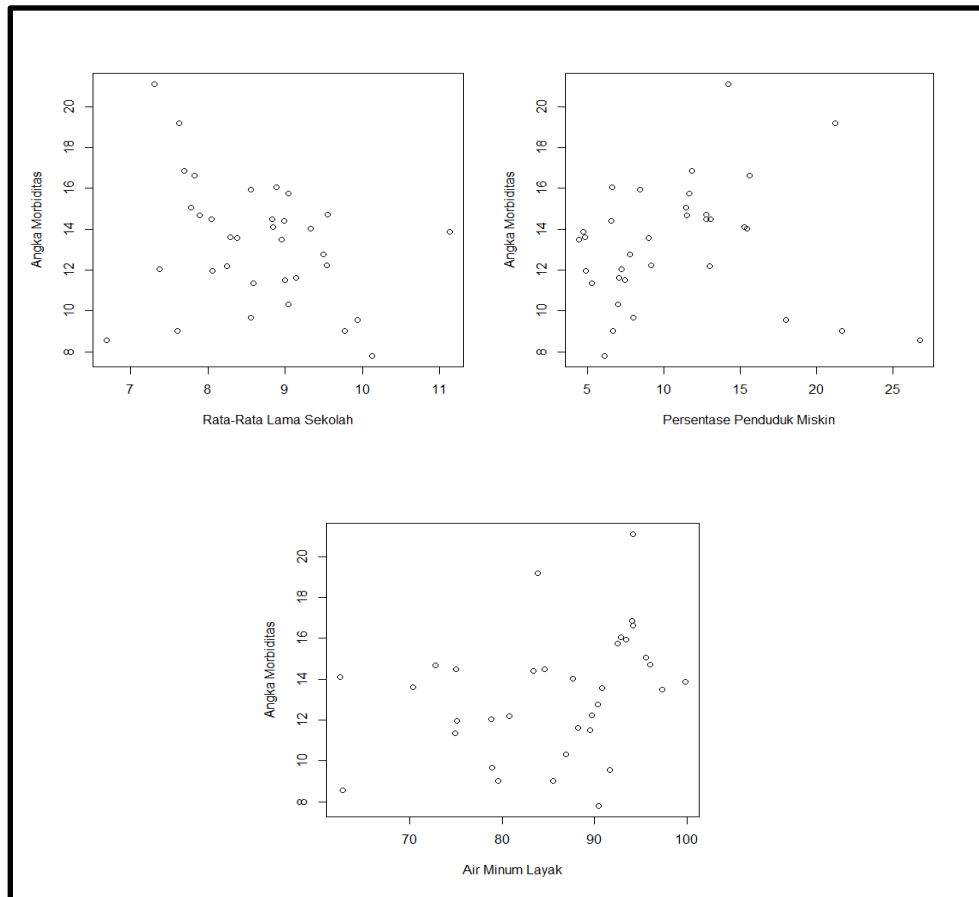 20
18
16
14
12
10
8
Angka Morbiditas
7 8 9 10 11
Rata-Rata Lama Sekolah
20
18
16
14
12
10
8
Angka Morbiditas
5 10 15 20 25
Persentase Penduduk Miskin
20
18
16
14
12
10
8
Angka Morbiditas
70 80 90 100
Air Minum Layak